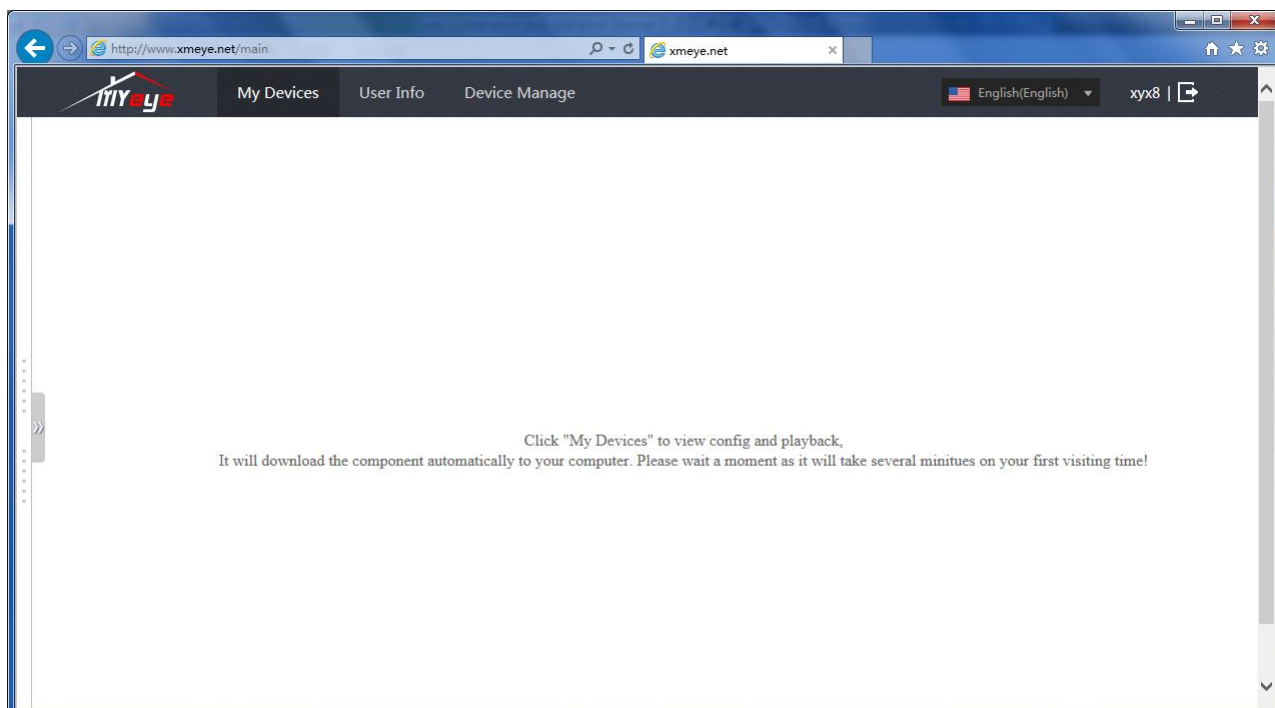 http://www.xmeye.net/main
xmeye.net
MYeye
My Devices
User Info
Device Manage
English(English)
xyx8 |
Click "My Devices" to view config and playback,
It will download the component automatically to your computer. Please wait a moment as it will take several minitues on your first visiting time!